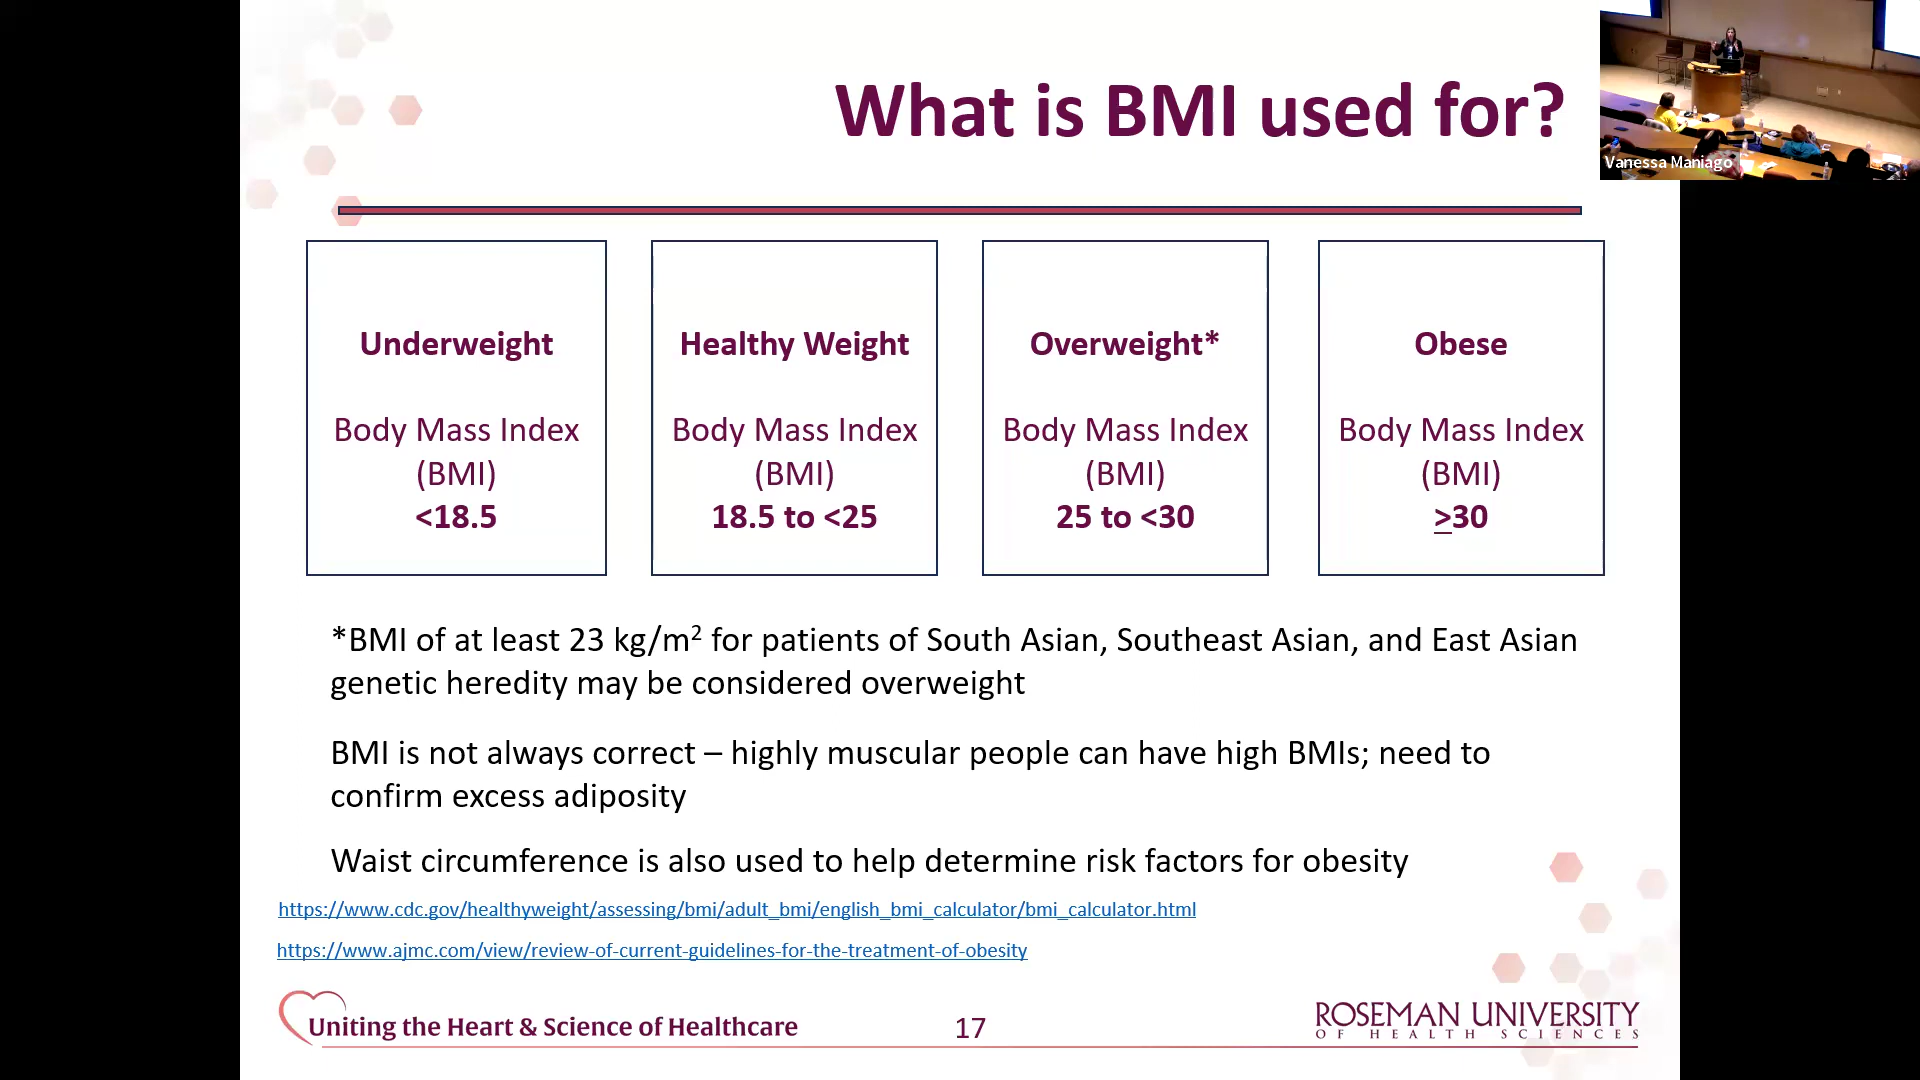 What is BMI used for?
Vanessa Maniago
Underweight
Body Mass Index
(BMI)
<18.5
Healthy Weight
Body Mass Index
(BMI)
18.5 to <25
Overweight*
Body Mass Index
(BMI)
25 to <30
Obese
Body Mass Index
(BMI)
≥30
*BMI of at least 23 kg/m² for patients of South Asian, Southeast Asian, and East Asian
genetic heredity may be considered overweight
BMI is not always correct – highly muscular people can have high BMIs; need to
confirm excess adiposity
Waist circumference is also used to help determine risk factors for obesity
https://www.cdc.gov/healthyweight/assessing/bmi/adult_bmi/english_bmi_calculator/bmi_calculator.html
https://www.ajmc.com/view/review-of-current-guidelines-for-the-treatment-of-obesity
Uniting the Heart & Science of Healthcare
17
ROSEMAN UNIVERSITY
OF HEALTH SCIENCES